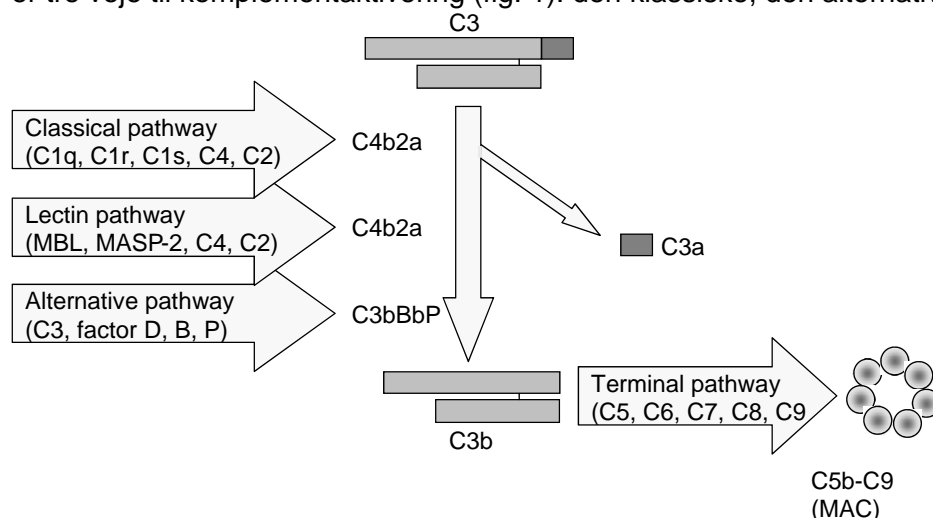 er tre veje til komplementaktivering (fig. 1): den klassiske, den alternati
C3
Classical pathway
(C1q, C1r, C1s, C4, C2)
C4b2a
Lectin pathway
(MBL, MASP-2, C4, C2)
C4b2a
C3a
Alternative pathway
(C3, factor D, B, P)
C3bBbP
Terminal pathway
(C5, C6, C7, C8, C9
C3b
C5b-C9
(MAC)